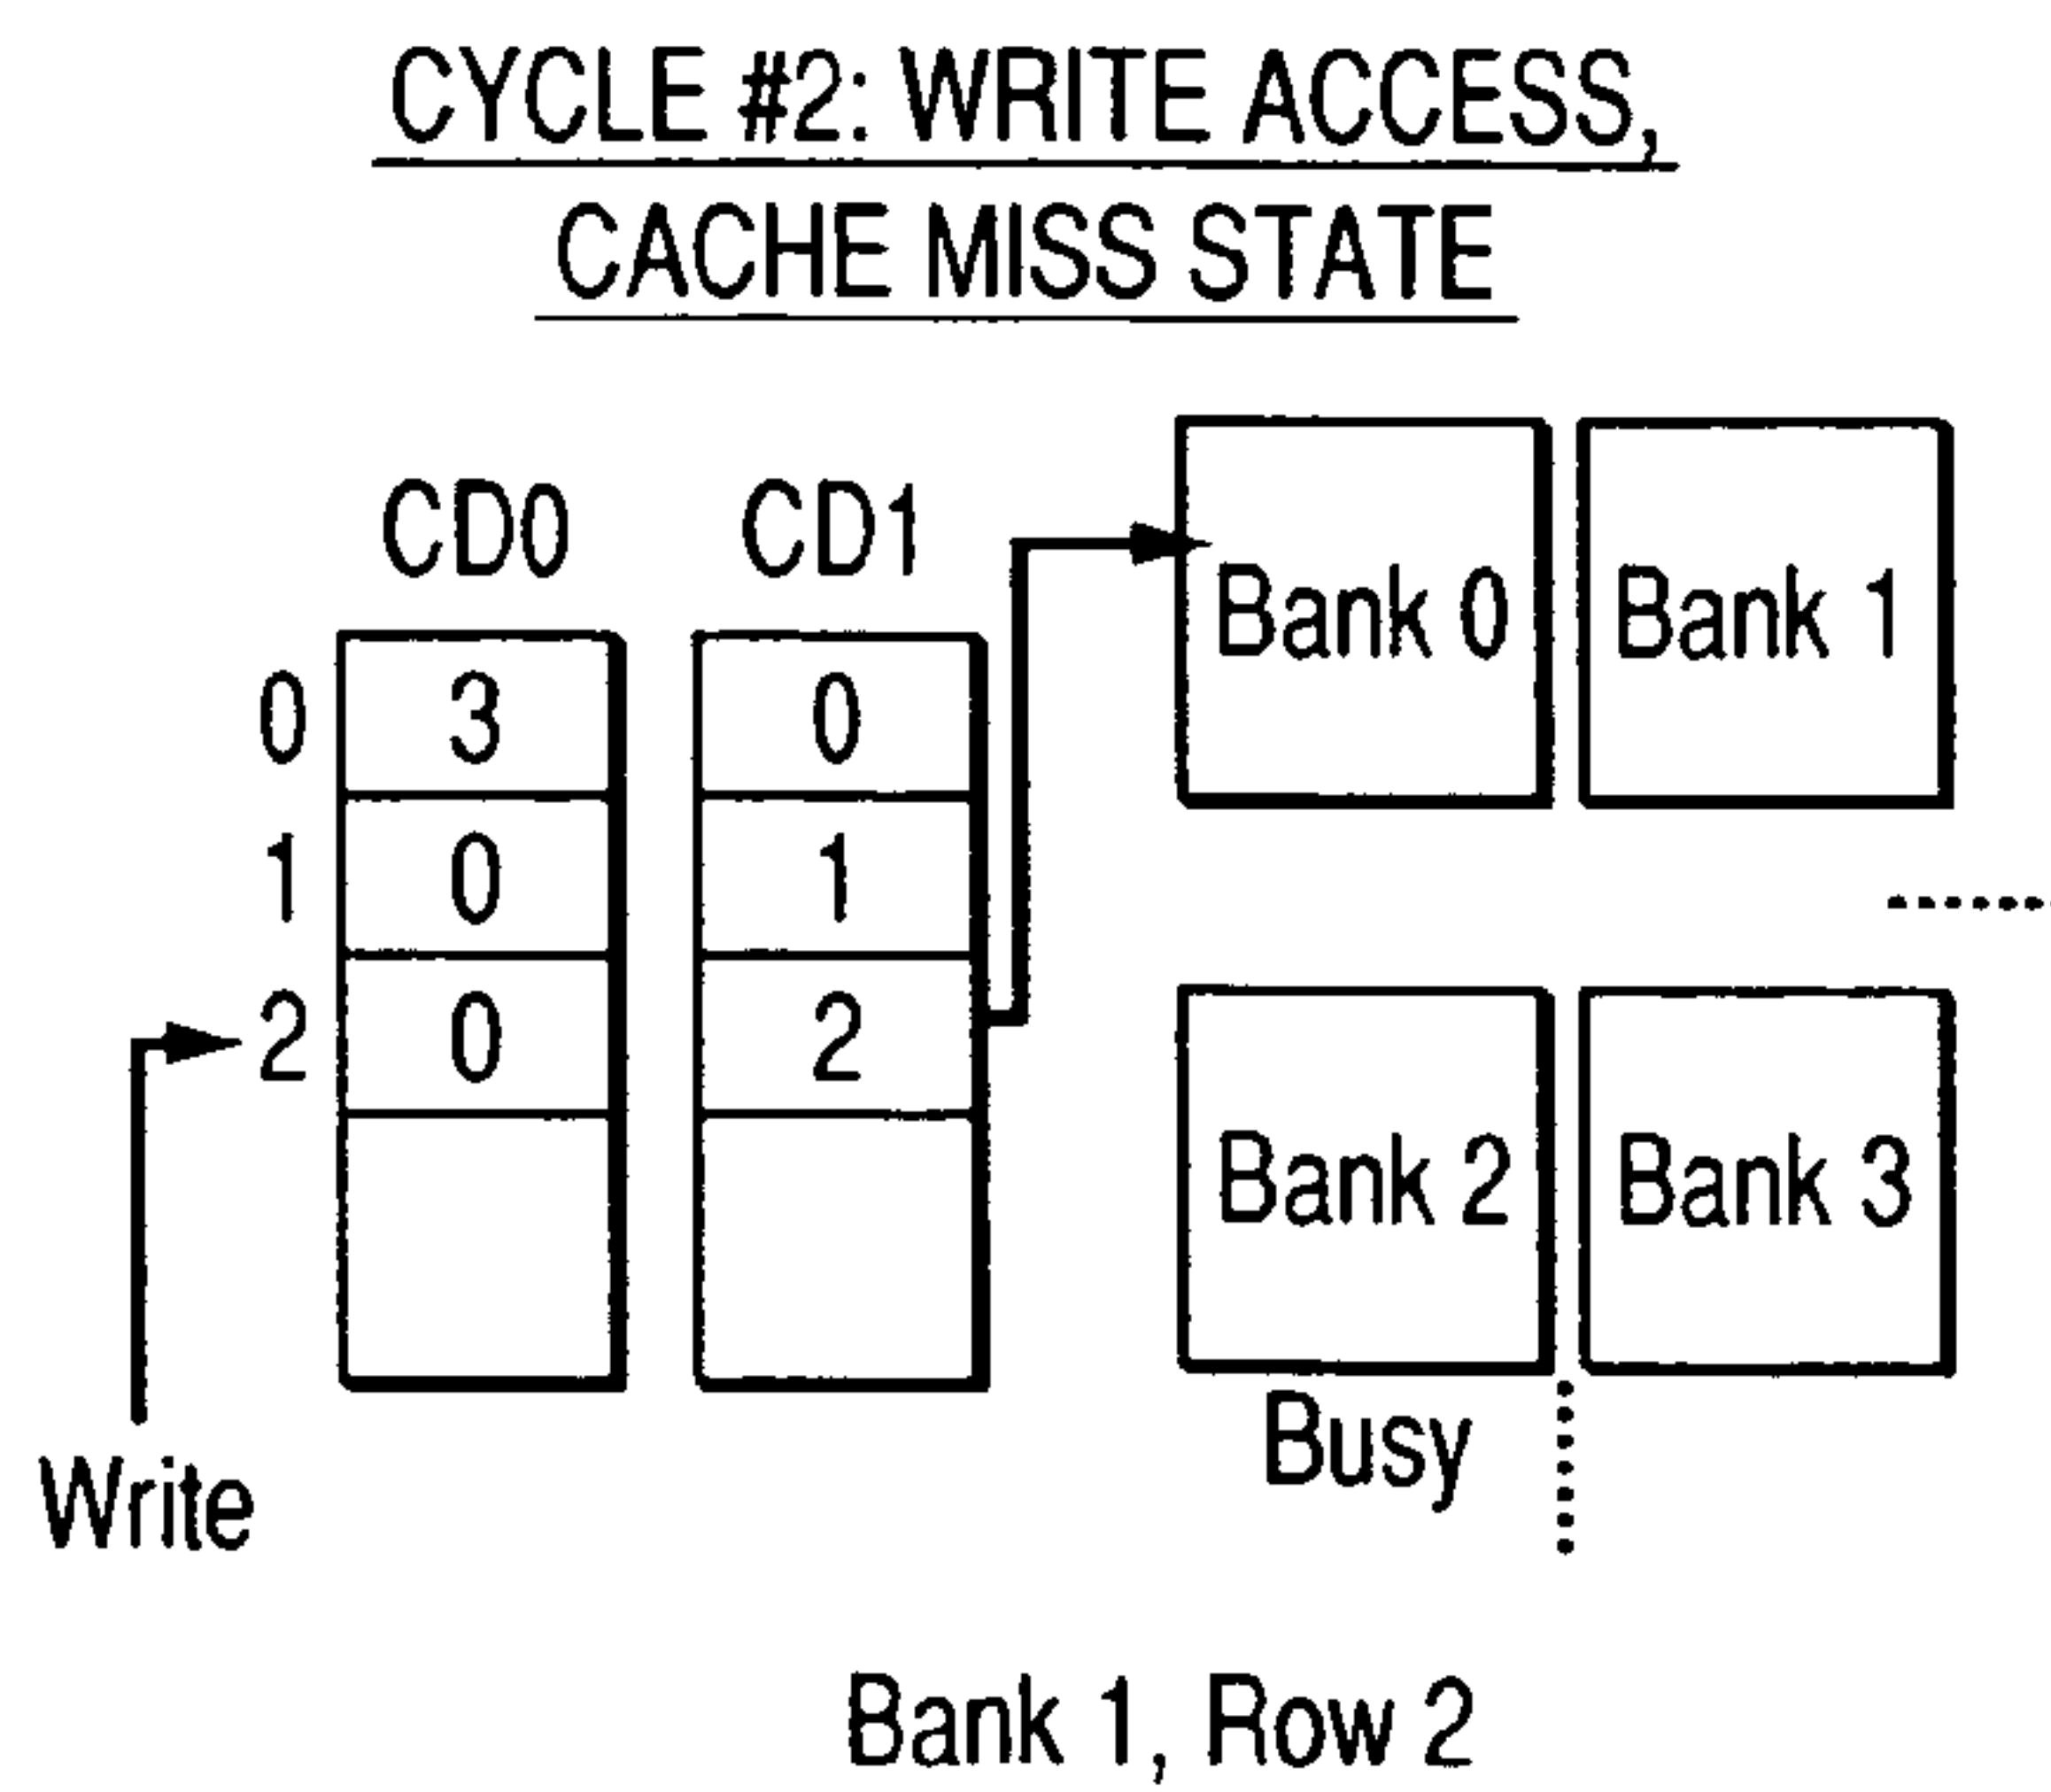 CYCLE #2: WRITE ACCESS,
CACHE MISS STATE
CD0 CD1
Bank 0 Bank 1
0 3 0
1 0 1
2 0 2
Bank 2 Bank 3
Busy
Write
Bank 1, Row 2